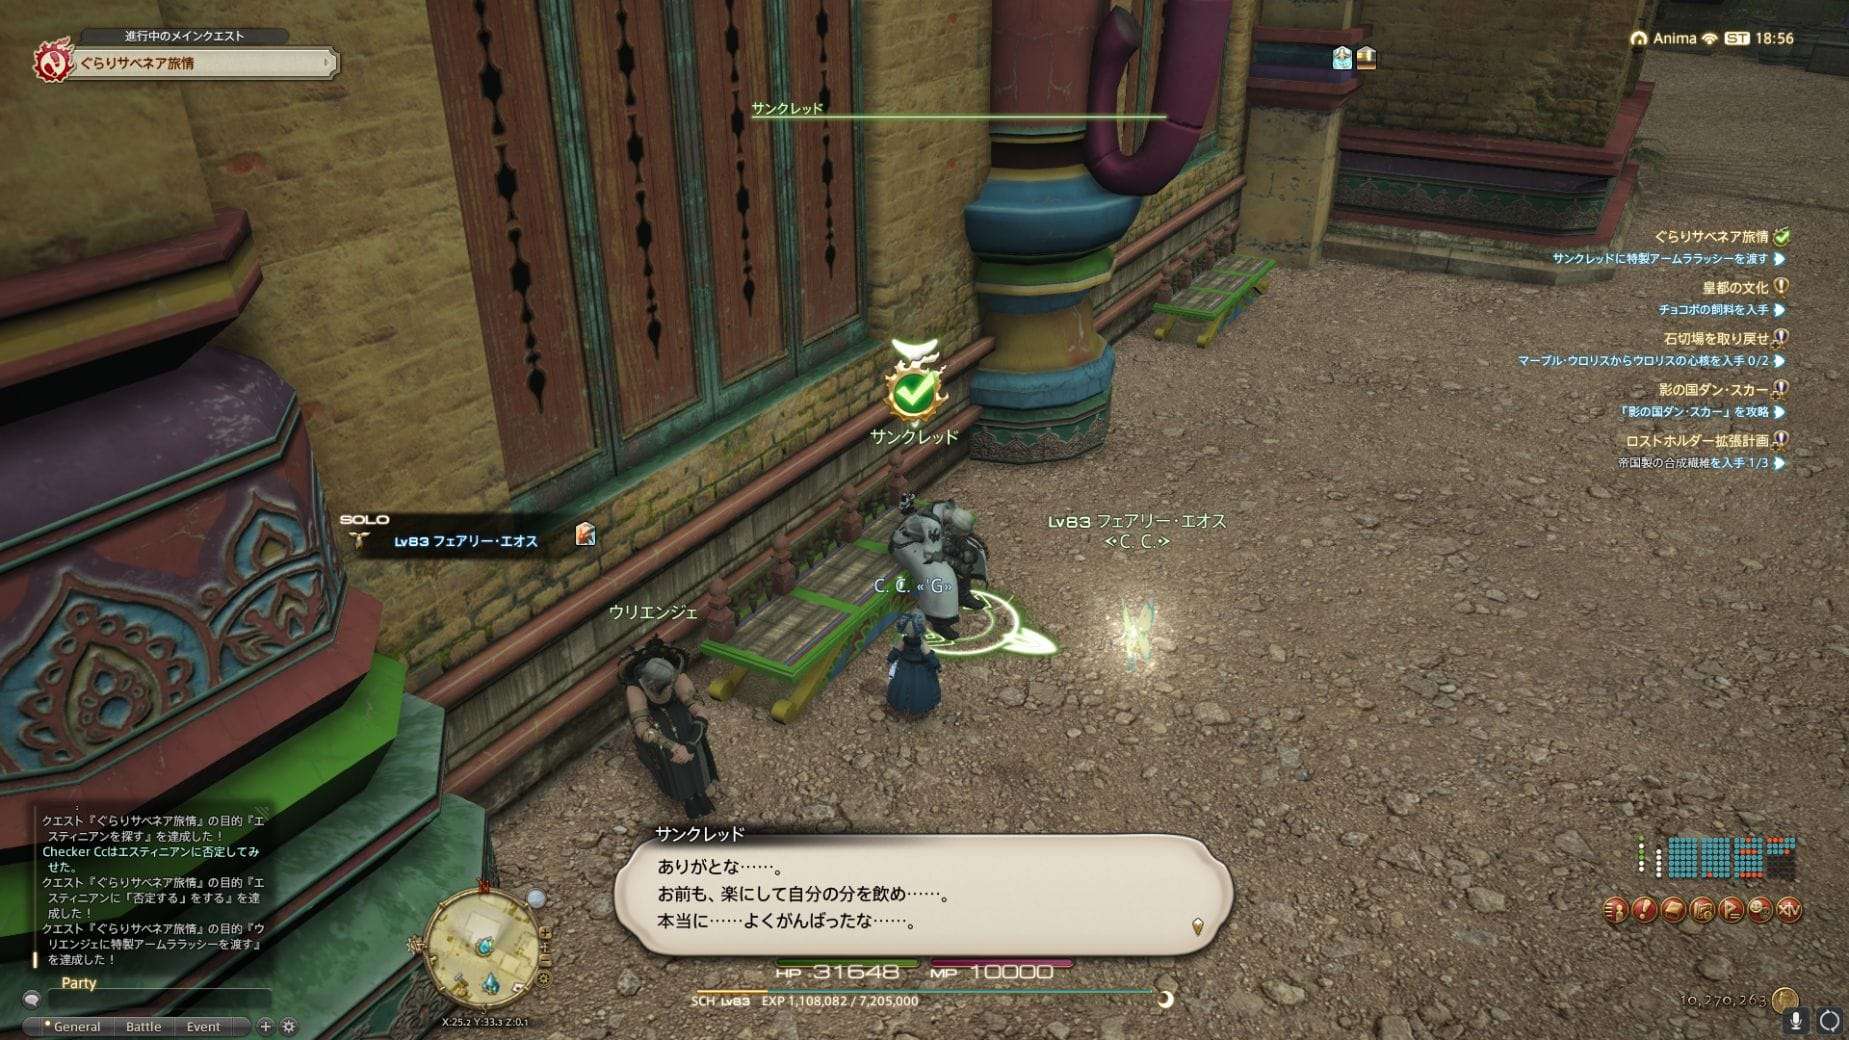 進行中のメインクエスト
ぐらりサベネア旅情
サンクレッド
Anima ST 18:56
ぐらりサベネア旅情
サンクレッドに特製アームララッシーを渡す
皇都の文化
チョコボの飼料を入手
石切場を取り戻せ
マーブル・ウロリスからウロリスの心核を入手 0/2
影の国ダン・スカー
「影の国ダン・スカー」を攻略
ロストホルダー拡張計画
帝国製の合成繊維を入手 1/3
サンクレッド
SOLO
Lv83 フェアリー・エオス
Lv83 フェアリー・エオス
«C. C.»
C. C. «'G»
ウリエンジェ
クエスト『ぐらりサベネア旅情』の目的『エ
スティニアンを探す』を達成した！
Checker Ccはエスティニアンに否定してみ
せた。
クエスト『ぐらりサベネア旅情』の目的『エ
スティニアンに「否定する」をする』を達
成した！
クエスト『ぐらりサベネア旅情』の目的『ウ
リエンジェに特製アームララッシーを渡す』
を達成した！
Party
General Battle Event
X:25.2 Y:33.3 Z:0.1
サンクレッド
ありがとな……。
お前も、楽にして自分の分を飲め……。
本当に……よくがんばったな……。
HP 31648 MP 10000
SCH Lv83 EXP 1,108,082 / 7,205,000
XIV
10,270,263